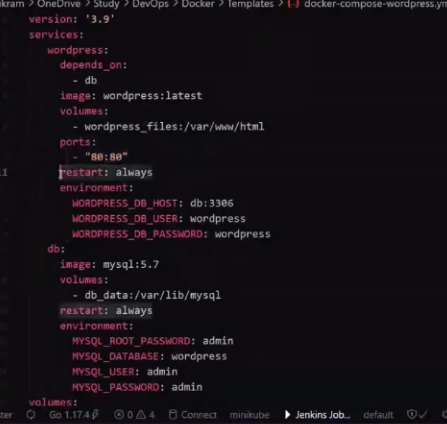 ikram > OneDrive > Study > DevOps > Docker > Templates > docker-compose-wordpress.ym
version: '3.9'
services:
wordpress:
depends_on:
- db
image: wordpress:latest
volumes:
- wordpress_files:/var/www/html
ports:
- "80:80"
restart: always
environment:
WORDPRESS_DB_HOST: db:3306
WORDPRESS_DB_USER: wordpress
WORDPRESS_DB_PASSWORD: wordpress
db:
image: mysql:5.7
volumes:
- db_data:/var/lib/mysql
restart: always
environment:
MYSQL_ROOT_PASSWORD: admin
MYSQL_DATABASE: wordpress
MYSQL_USER: admin
MYSQL_PASSWORD: admin
volumes:
ter Go 1.17.4 0 4 Connect minikube Jenkins Job... default